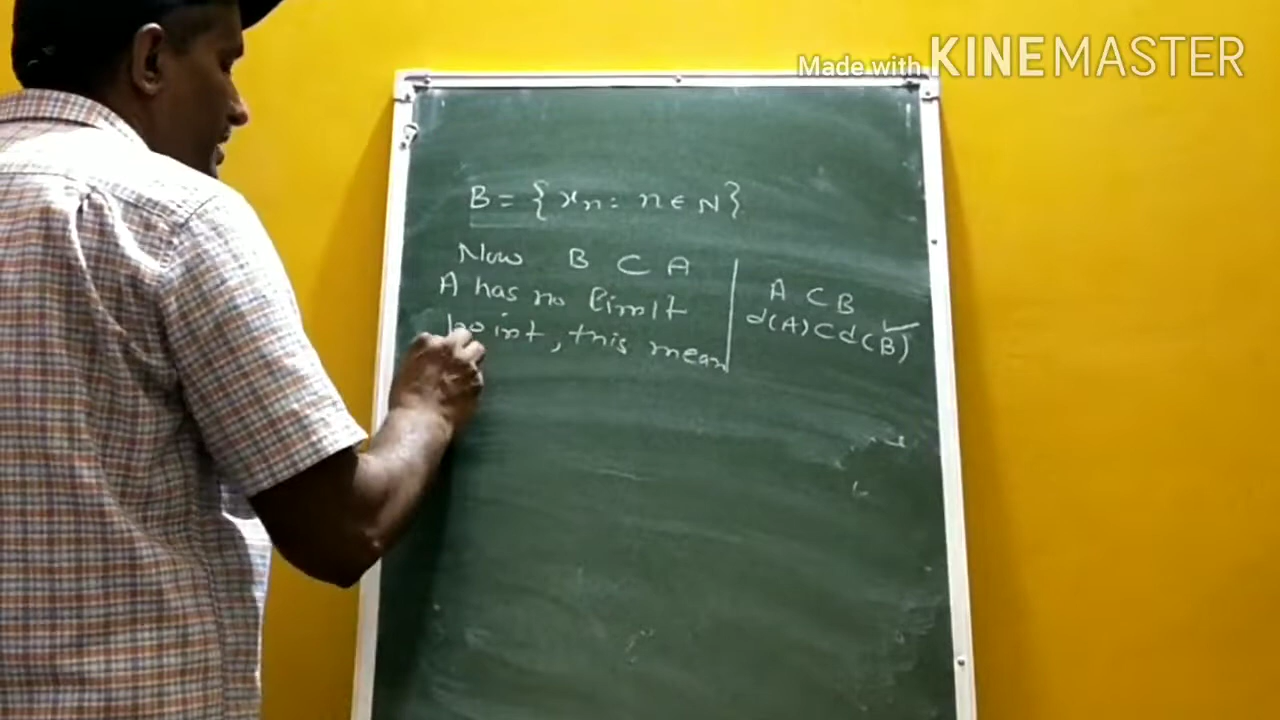 Made with KINEMASTER
B = { xn : n ∈ N }
Now B ⊂ A
A has no limit
point, this mean
A ⊂ B
d(A) ⊂ d(B)